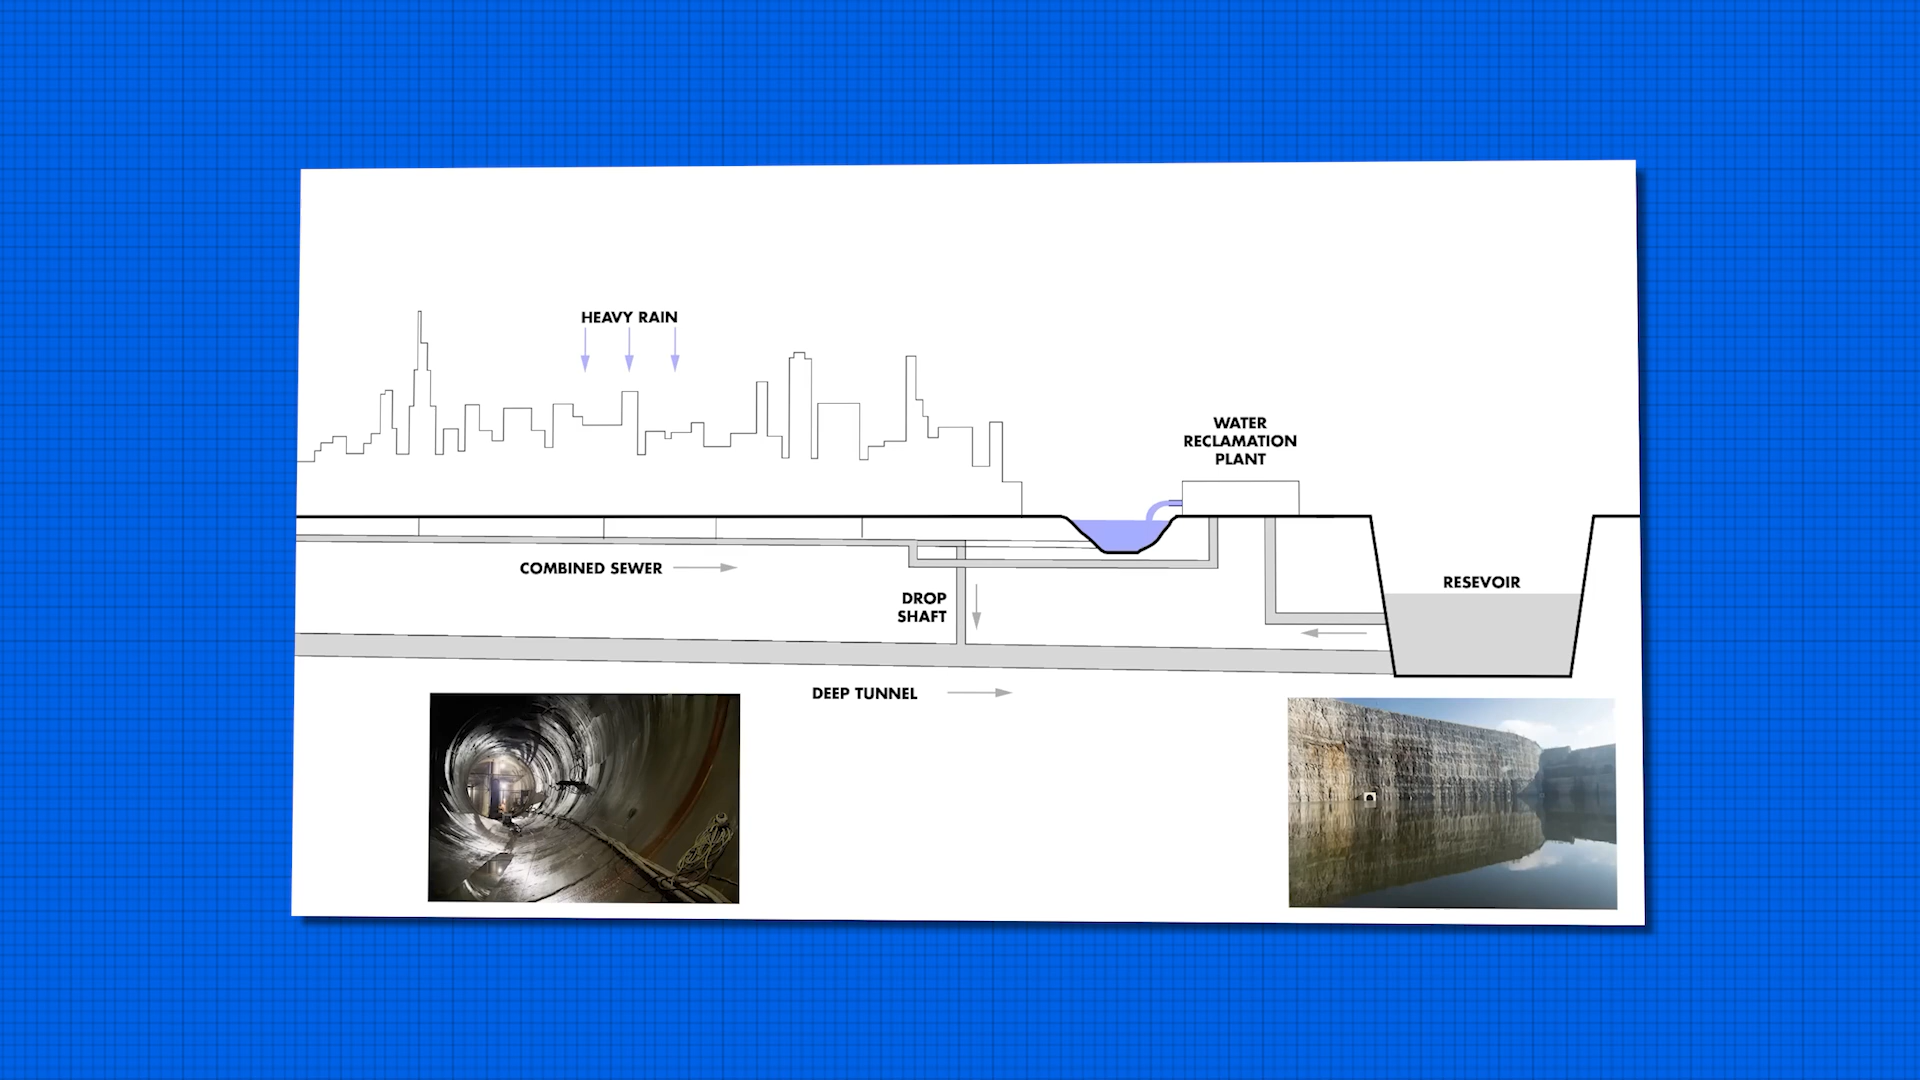 HEAVY RAIN
WATER
RECLAMATION
PLANT
COMBINED SEWER
RESEVOIR
DROP
SHAFT
DEEP TUNNEL